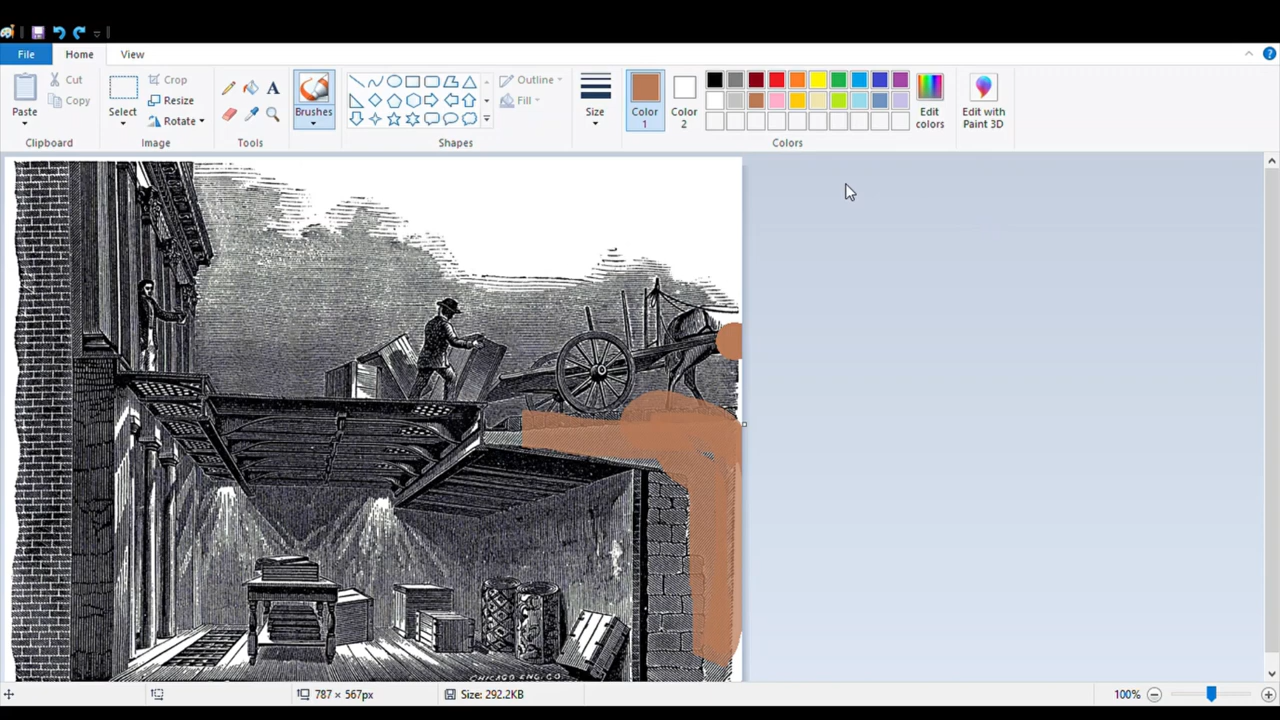 File Home View
Paste
Cut
Copy
Clipboard
Select
Crop
Resize
Rotate
Image
A
Tools
Brushes
Outline
Fill
Shapes
Size
Color 1
Color 2
Edit colors
Colors
Edit with Paint 3D
CHICAGO ENG. CO.
787 × 567px
Size: 292.2KB
100%